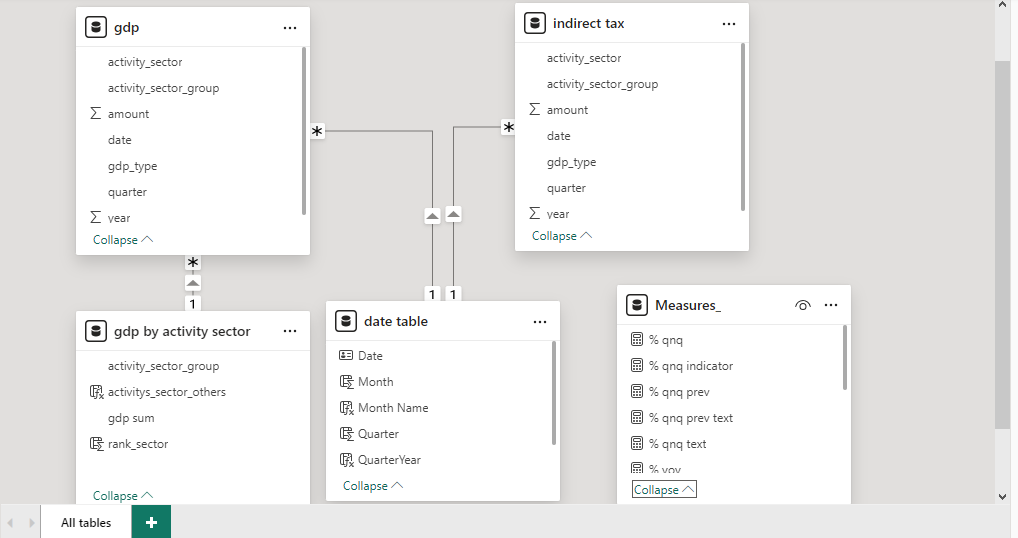 gdp
activity_sector
activity_sector_group
amount
date
gdp_type
quarter
year
Collapse
indirect tax
activity_sector
activity_sector_group
amount
date
gdp_type
quarter
year
Collapse
*
*
*
1
1
1
gdp by activity sector
activity_sector_group
activitys_sector_others
gdp sum
rank_sector
Collapse
date table
Date
Month
Month Name
Quarter
QuarterYear
Collapse
Measures_
% qnq
% qnq indicator
% qnq prev
% qnq prev text
% qnq text
% yoy
Collapse
All tables